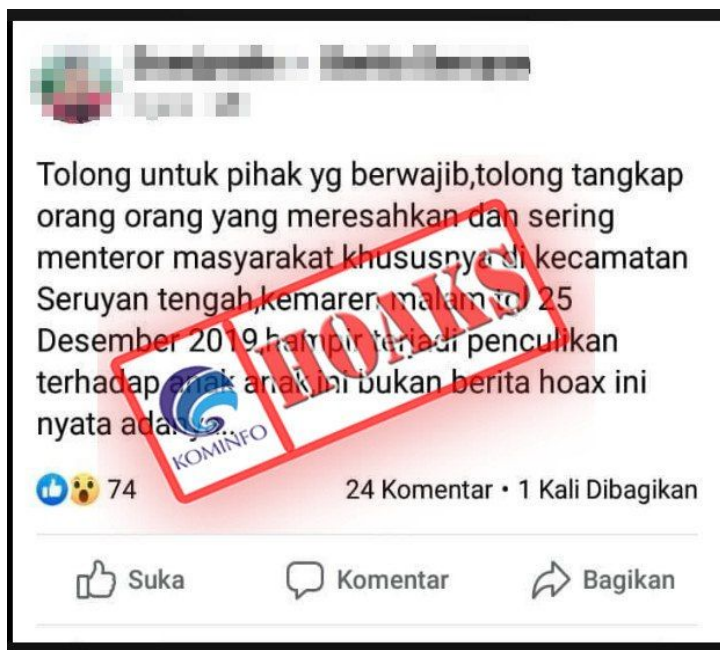 Tolong untuk pihak yg berwajib,tolong tangkap
orang orang yang meresahkan dan sering
menteror masyarakat khususnya di kecamatan
Seruyan tengah,kemaren malam tgl 25
Desember 2019,hampir terjadi penculikan
terhadap anak anak,ini bukan berita hoax ini
nyata adanya..
HOAKS
KOMINFO
74
24 Komentar • 1 Kali Dibagikan
Suka
Komentar
Bagikan